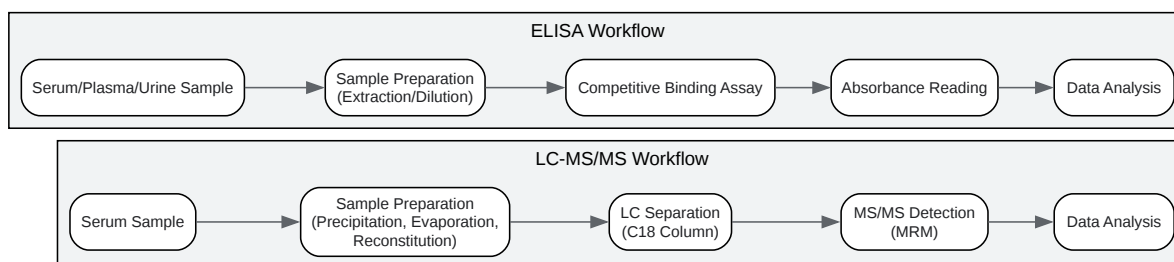 ELISA Workflow
Serum/Plasma/Urine Sample
Sample Preparation
(Extraction/Dilution)
Competitive Binding Assay
Absorbance Reading
Data Analysis
LC-MS/MS Workflow
Serum Sample
Sample Preparation
(Precipitation, Evaporation,
Reconstitution)
LC Separation
(C18 Column)
MS/MS Detection
(MRM)
Data Analysis